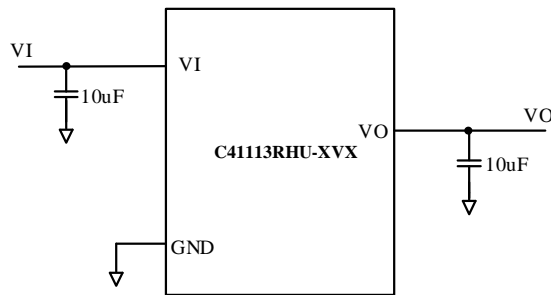 VI
VI
10uF
VO
VO
C41113RHU-XVX
10uF
GND